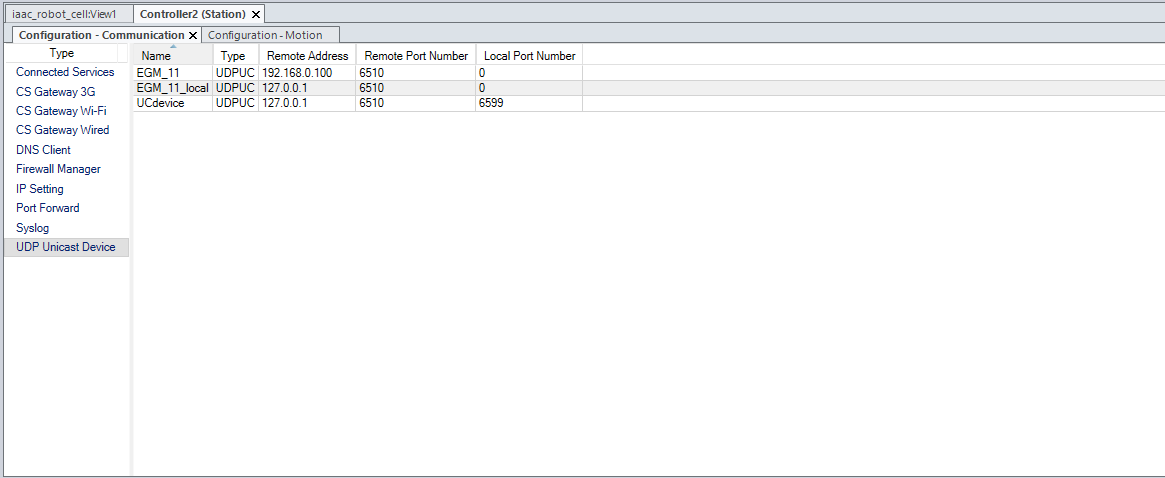 iaac_robot_cell:View1 Controller2 (Station)
Configuration - Communication Configuration - Motion
Type
Connected Services
CS Gateway 3G
CS Gateway Wi-Fi
CS Gateway Wired
DNS Client
Firewall Manager
IP Setting
Port Forward
Syslog
UDP Unicast Device
Name Type Remote Address Remote Port Number Local Port Number
EGM_11 UDPUC 192.168.0.100 6510 0
EGM_11_local UDPUC 127.0.0.1 6510 0
UCdevice UDPUC 127.0.0.1 6510 6599